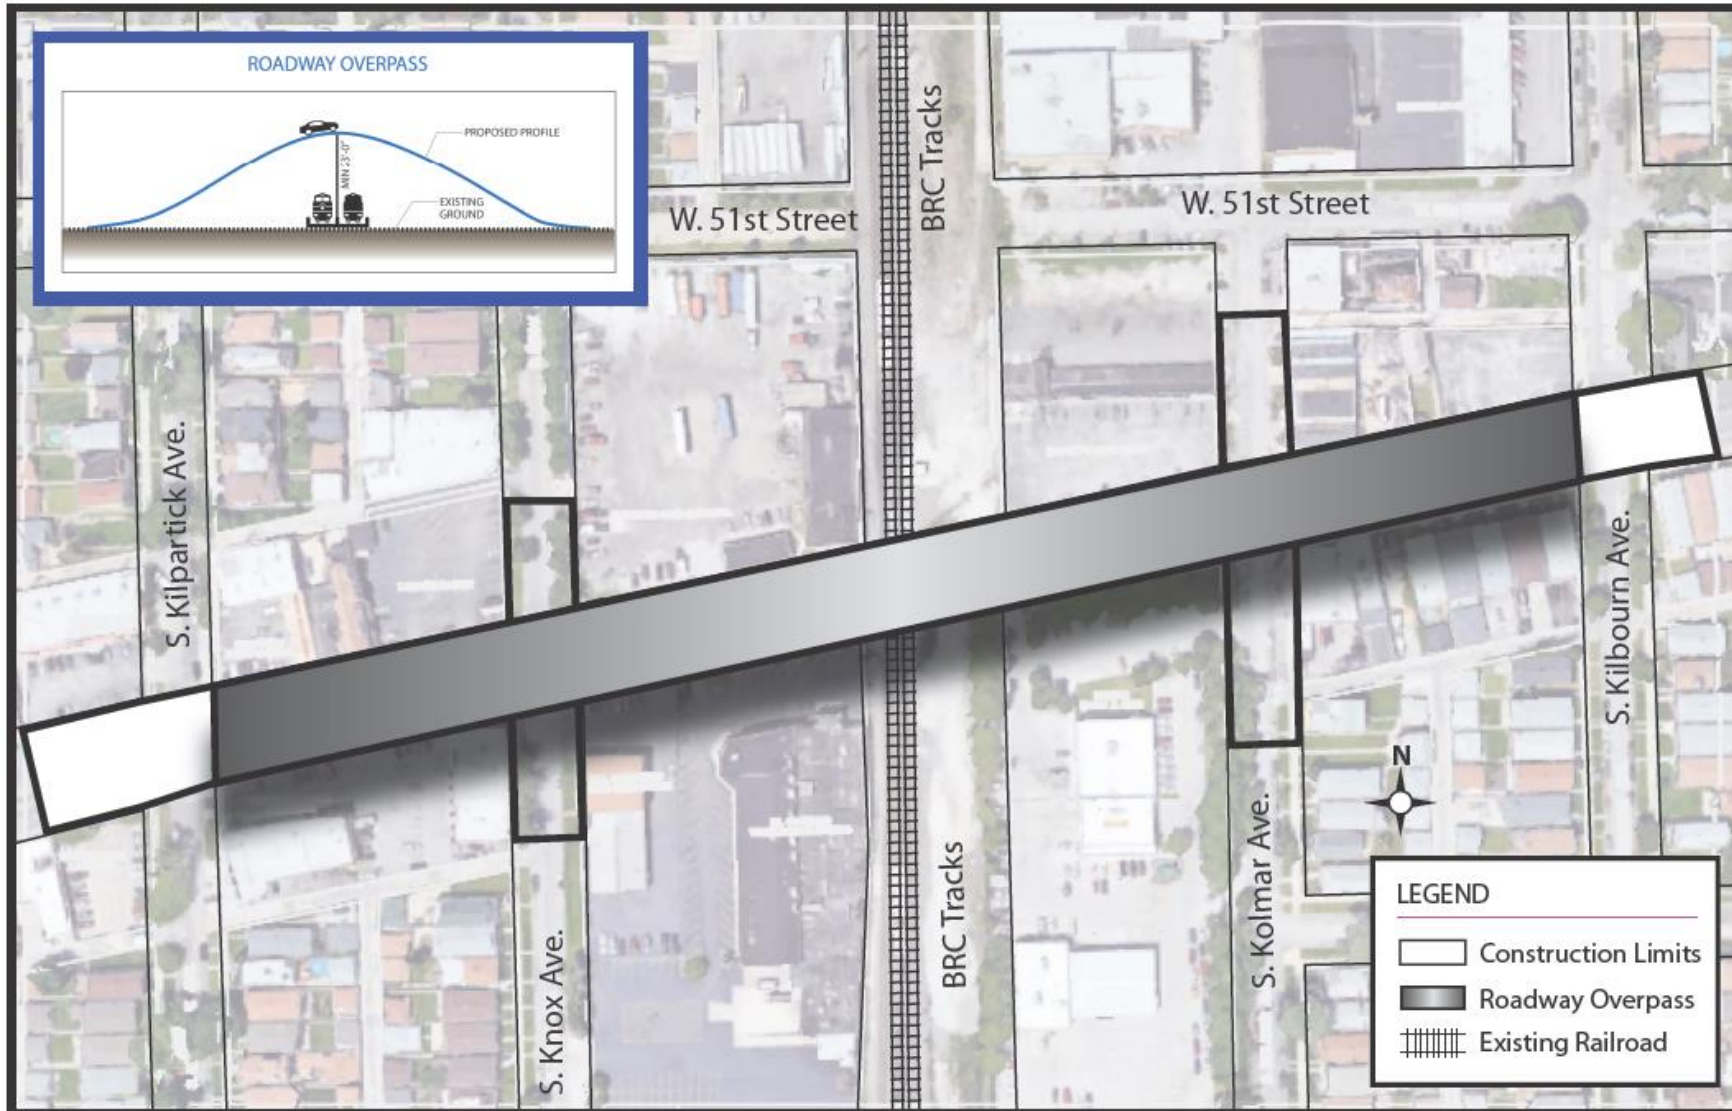 ROADWAY OVERPASS
PROPOSED PROFILE
EXISTING
GROUND
W. 51st Street
BRC Tracks
W. 51st Street
S. Kilpartick Ave.
S. Kilbourn Ave.
N
S. Knox Ave.
BRC Tracks
S. Kolmar Ave.
LEGEND
Construction Limits
Roadway Overpass
Existing Railroad